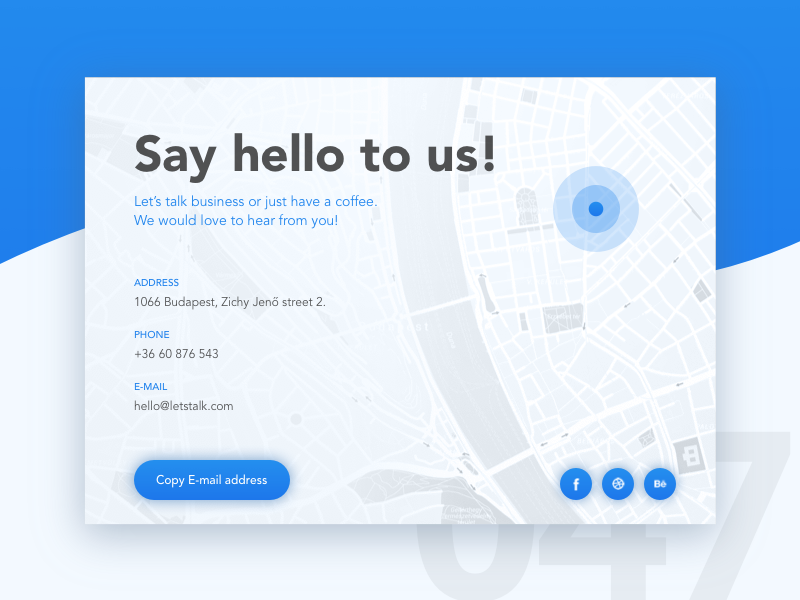 Say hello to us!
Let's talk business or just have a coffee.
We would love to hear from you!
ADDRESS
1066 Budapest, Zichy Jenő street 2.
PHONE
+36 60 876 543
E-MAIL
hello@letstalk.com
Copy E-mail address
f
Bē
047